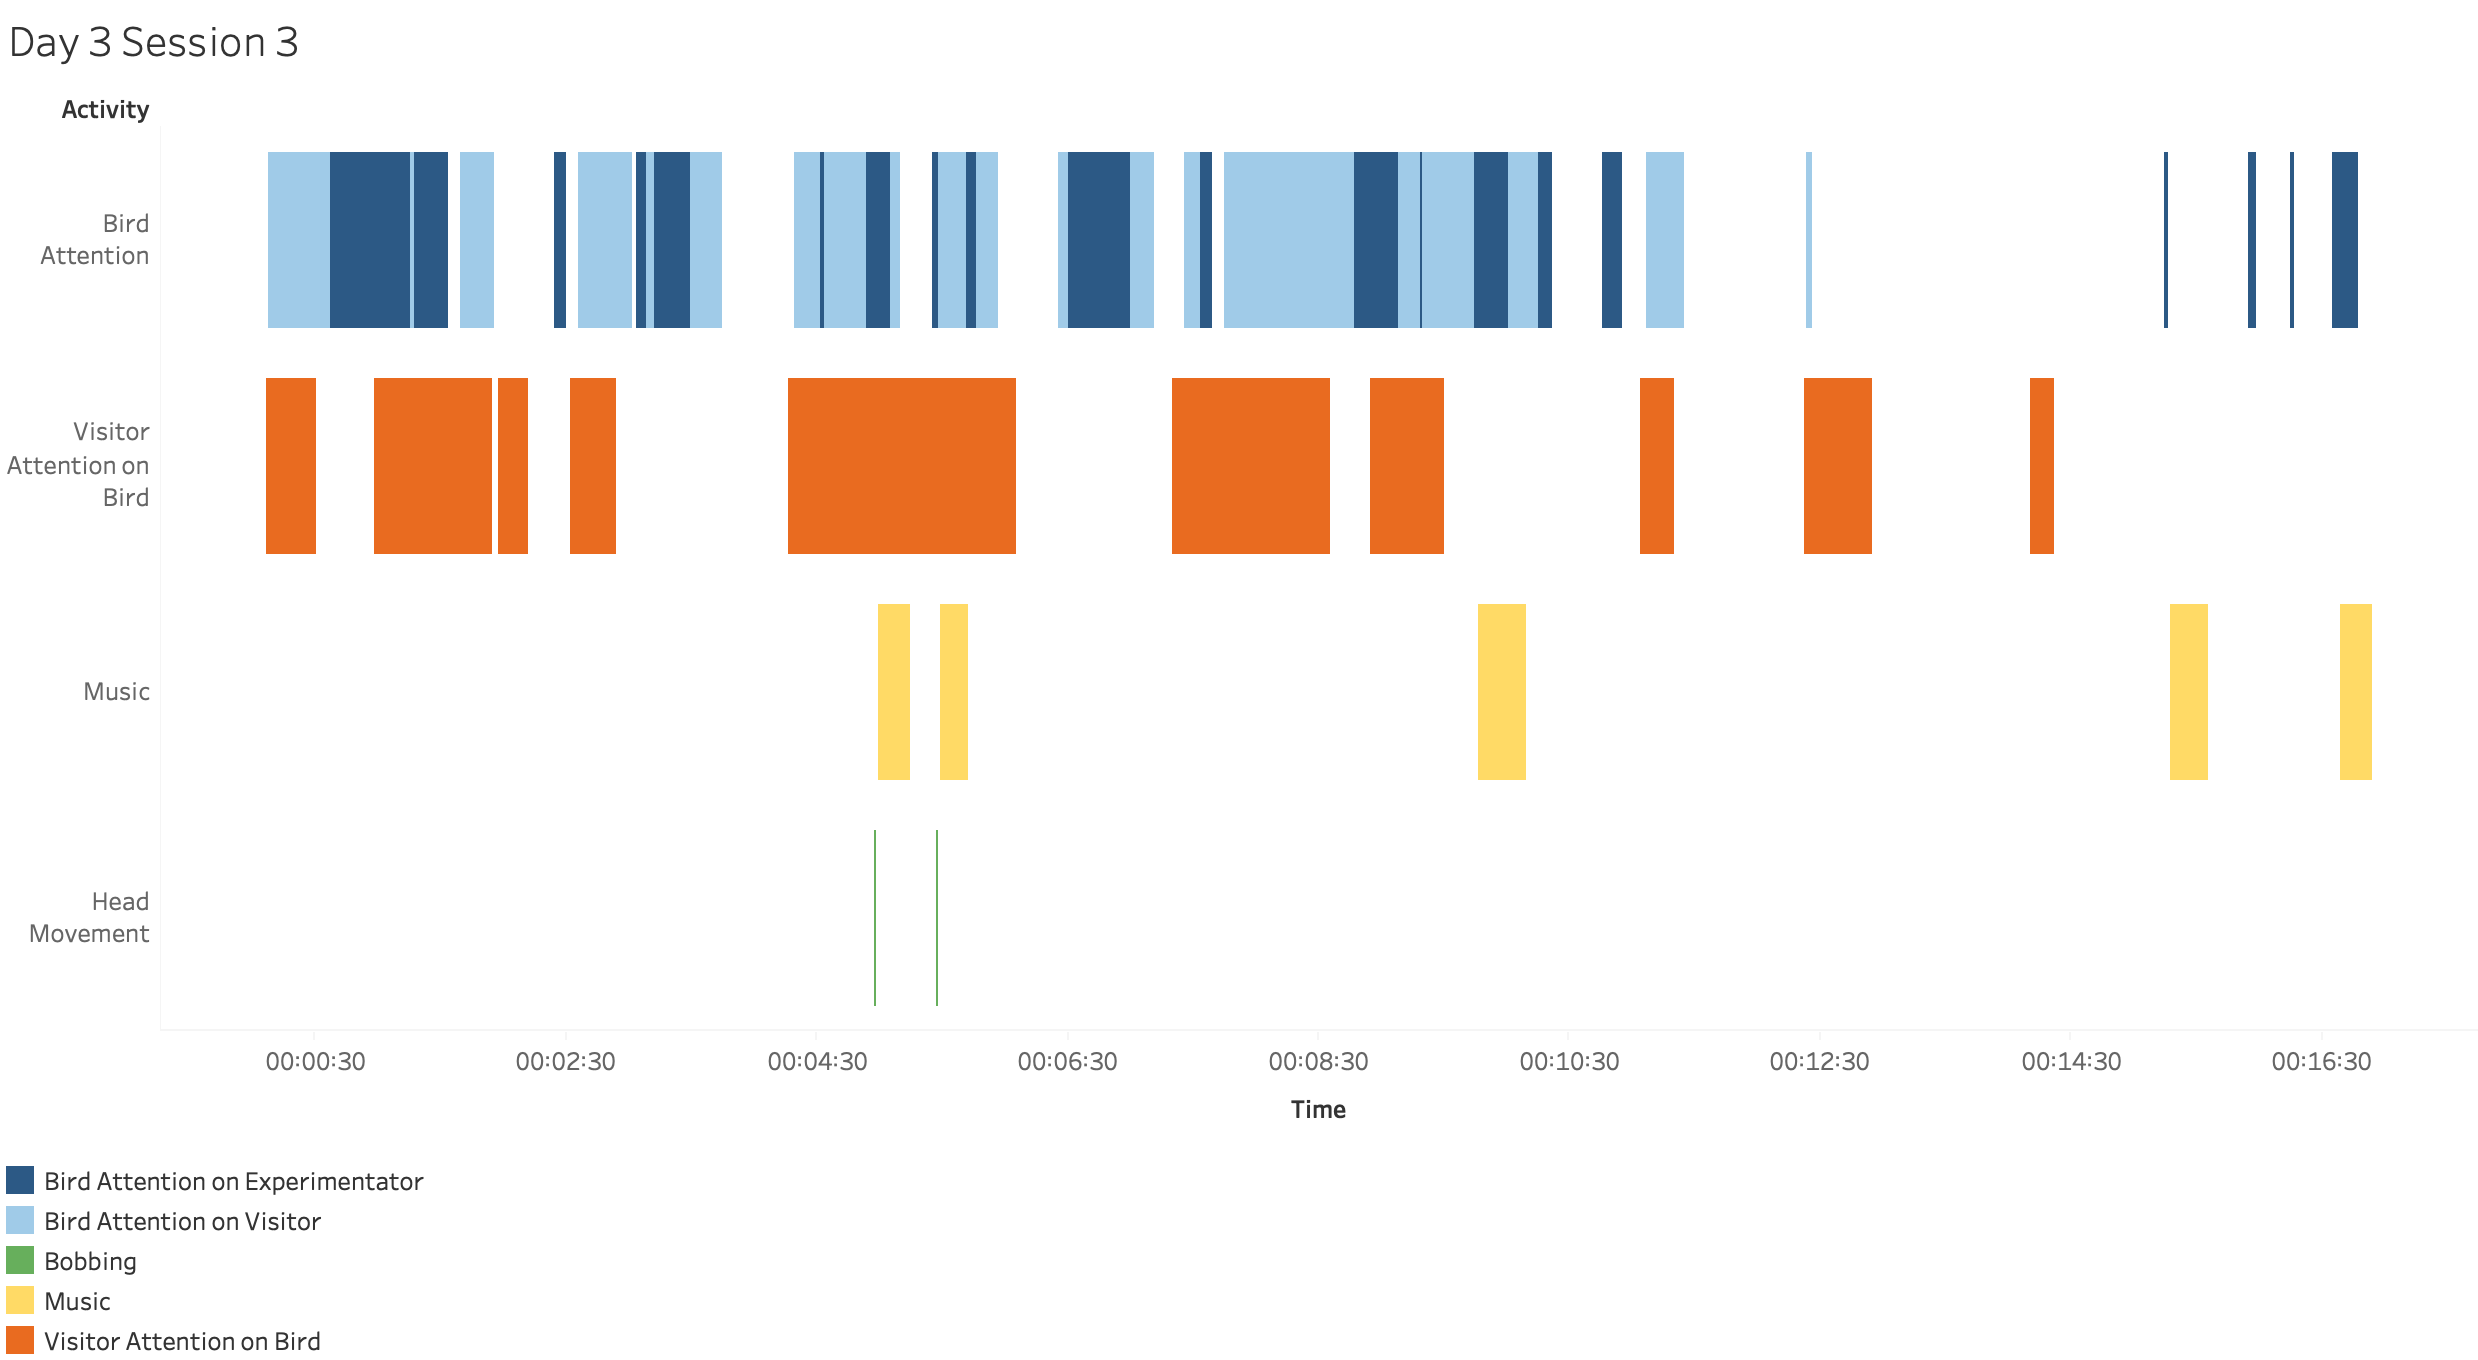 Day 3 Session 3
Activity
Bird
Attention
Visitor
Attention on
Bird
Music
Head
Movement
00:00:30 00:02:30 00:04:30 00:06:30 00:08:30 00:10:30 00:12:30 00:14:30 00:16:30
Time
Bird Attention on Experimentator
Bird Attention on Visitor
Bobbing
Music
Visitor Attention on Bird